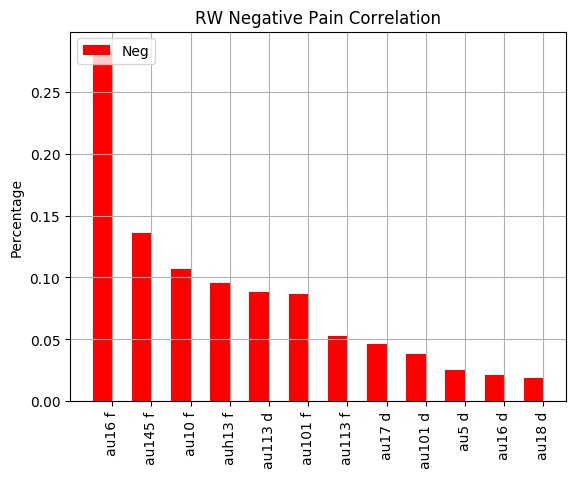 RW Negative Pain Correlation
Neg
Percentage
0.25
0.20
0.15
0.10
0.05
0.00
au16 f
au145 f
au10 f
auh13 f
au113 d
au101 f
au113 f
au17 d
au101 d
au5 d
au16 d
au18 d